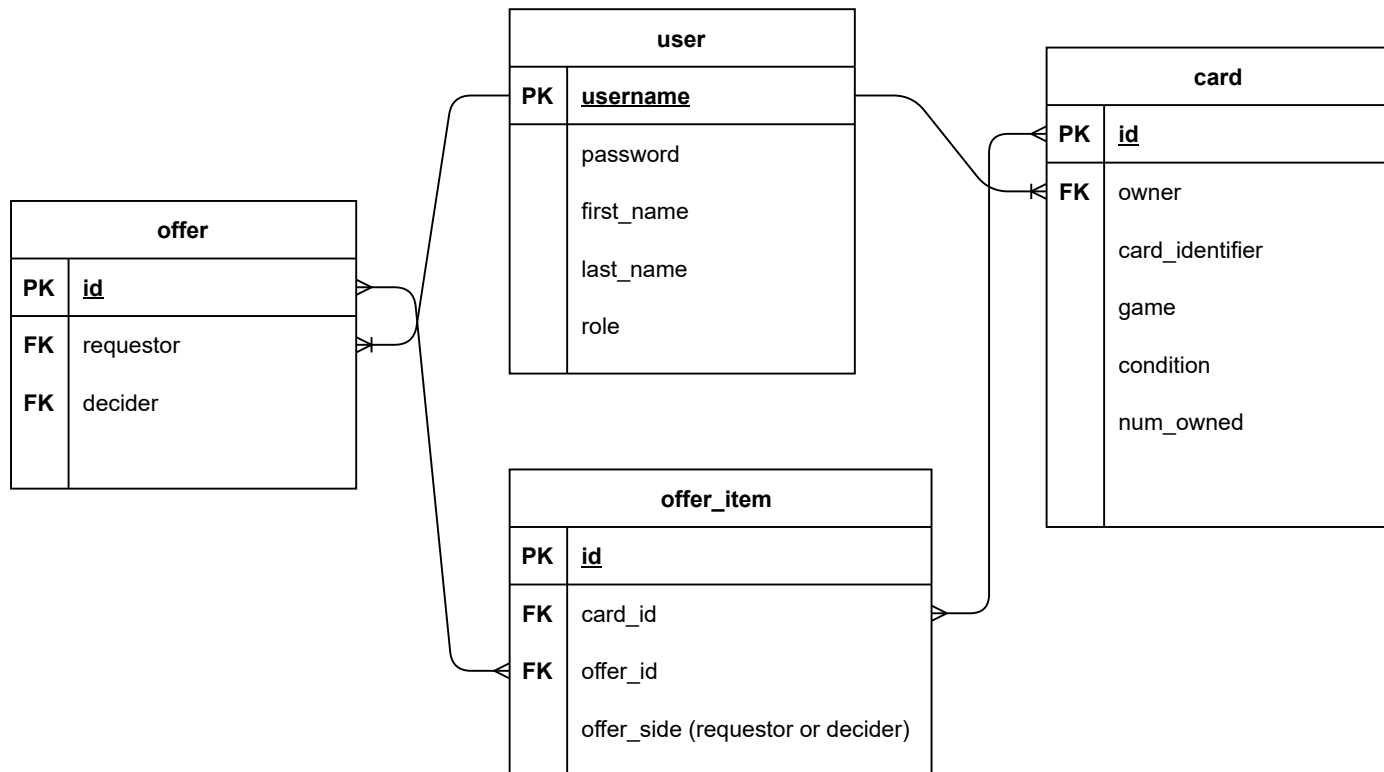 user
PK username
password
first_name
last_name
role
card
PK id
FK owner
card_identifier
game
condition
num_owned
offer
PK id
FK requestor
FK decider
offer_item
PK id
FK card_id
FK offer_id
offer_side (requestor or decider)